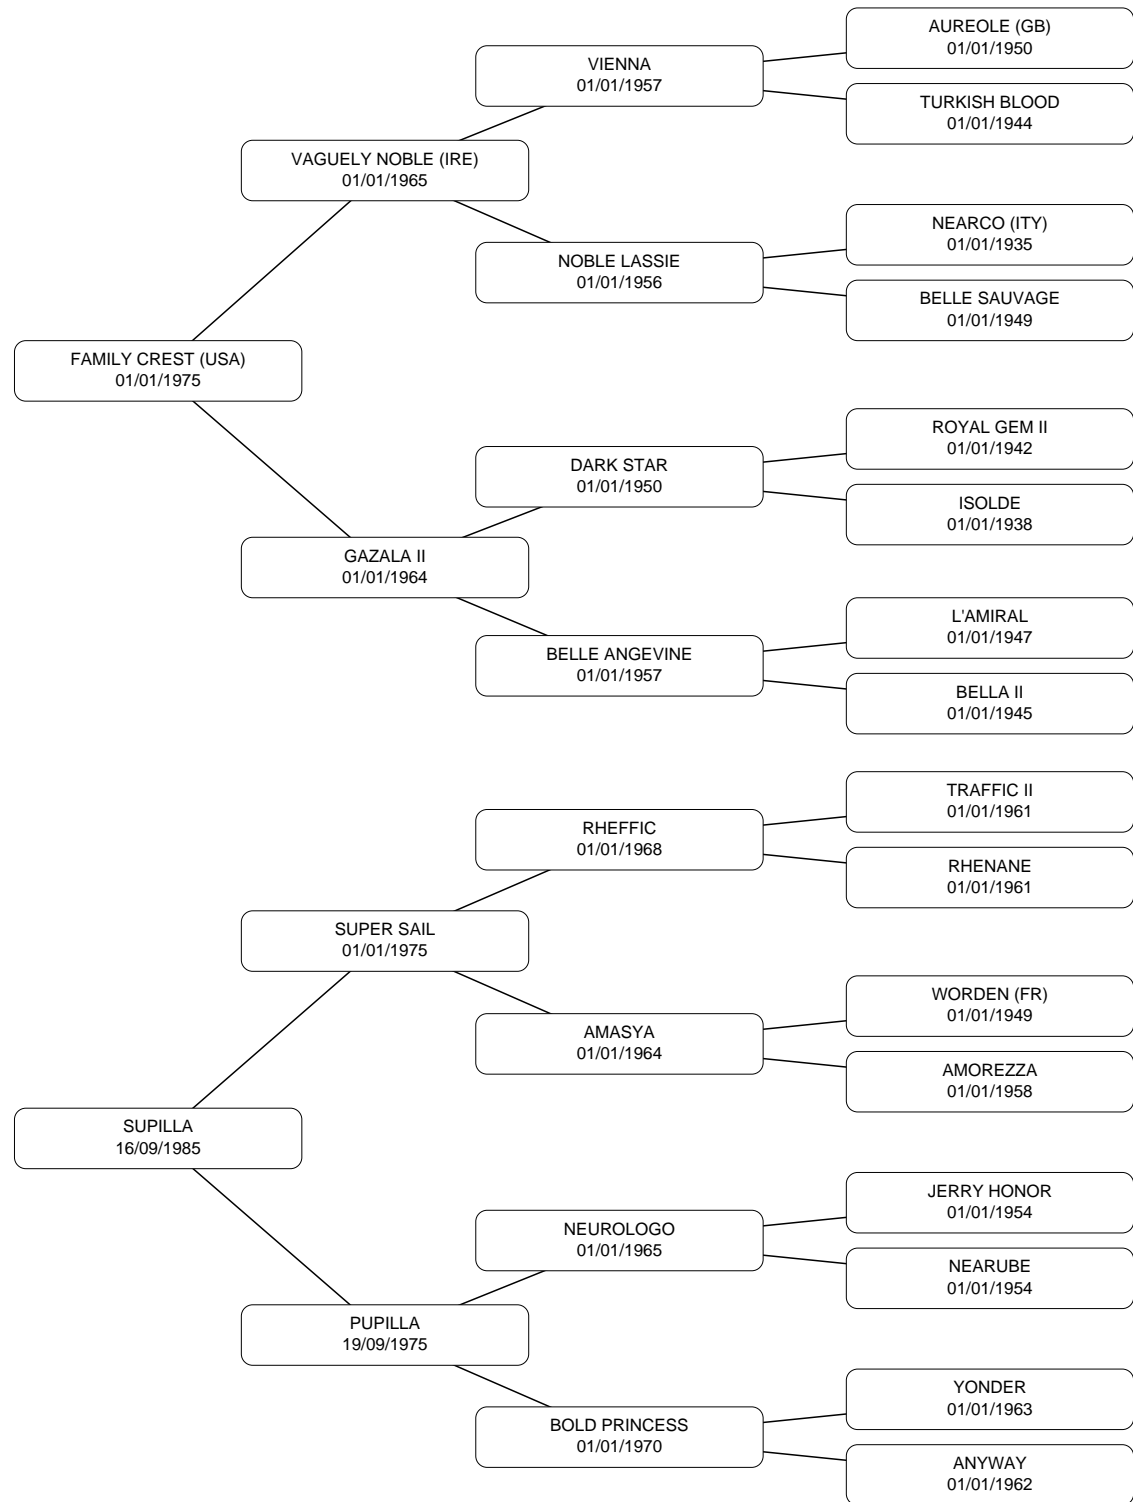 AUREOLE (GB)
01/01/1950
VIENNA
01/01/1957
TURKISH BLOOD
01/01/1944
VAGUELY NOBLE (IRE)
01/01/1965
NEARCO (ITY)
01/01/1935
NOBLE LASSIE
01/01/1956
BELLE SAUVAGE
01/01/1949
FAMILY CREST (USA)
01/01/1975
ROYAL GEM II
01/01/1942
DARK STAR
01/01/1950
ISOLDE
01/01/1938
GAZALA II
01/01/1964
L'AMIRAL
01/01/1947
BELLE ANGEVINE
01/01/1957
BELLA II
01/01/1945
TRAFFIC II
01/01/1961
RHEFFIC
01/01/1968
RHENANE
01/01/1961
SUPER SAIL
01/01/1975
WORDEN (FR)
01/01/1949
AMASYA
01/01/1964
AMOREZZA
01/01/1958
SUPILLA
16/09/1985
JERRY HONOR
01/01/1954
NEUROLOGO
01/01/1965
NEARUBE
01/01/1954
PUPILLA
19/09/1975
YONDER
01/01/1963
BOLD PRINCESS
01/01/1970
ANYWAY
01/01/1962